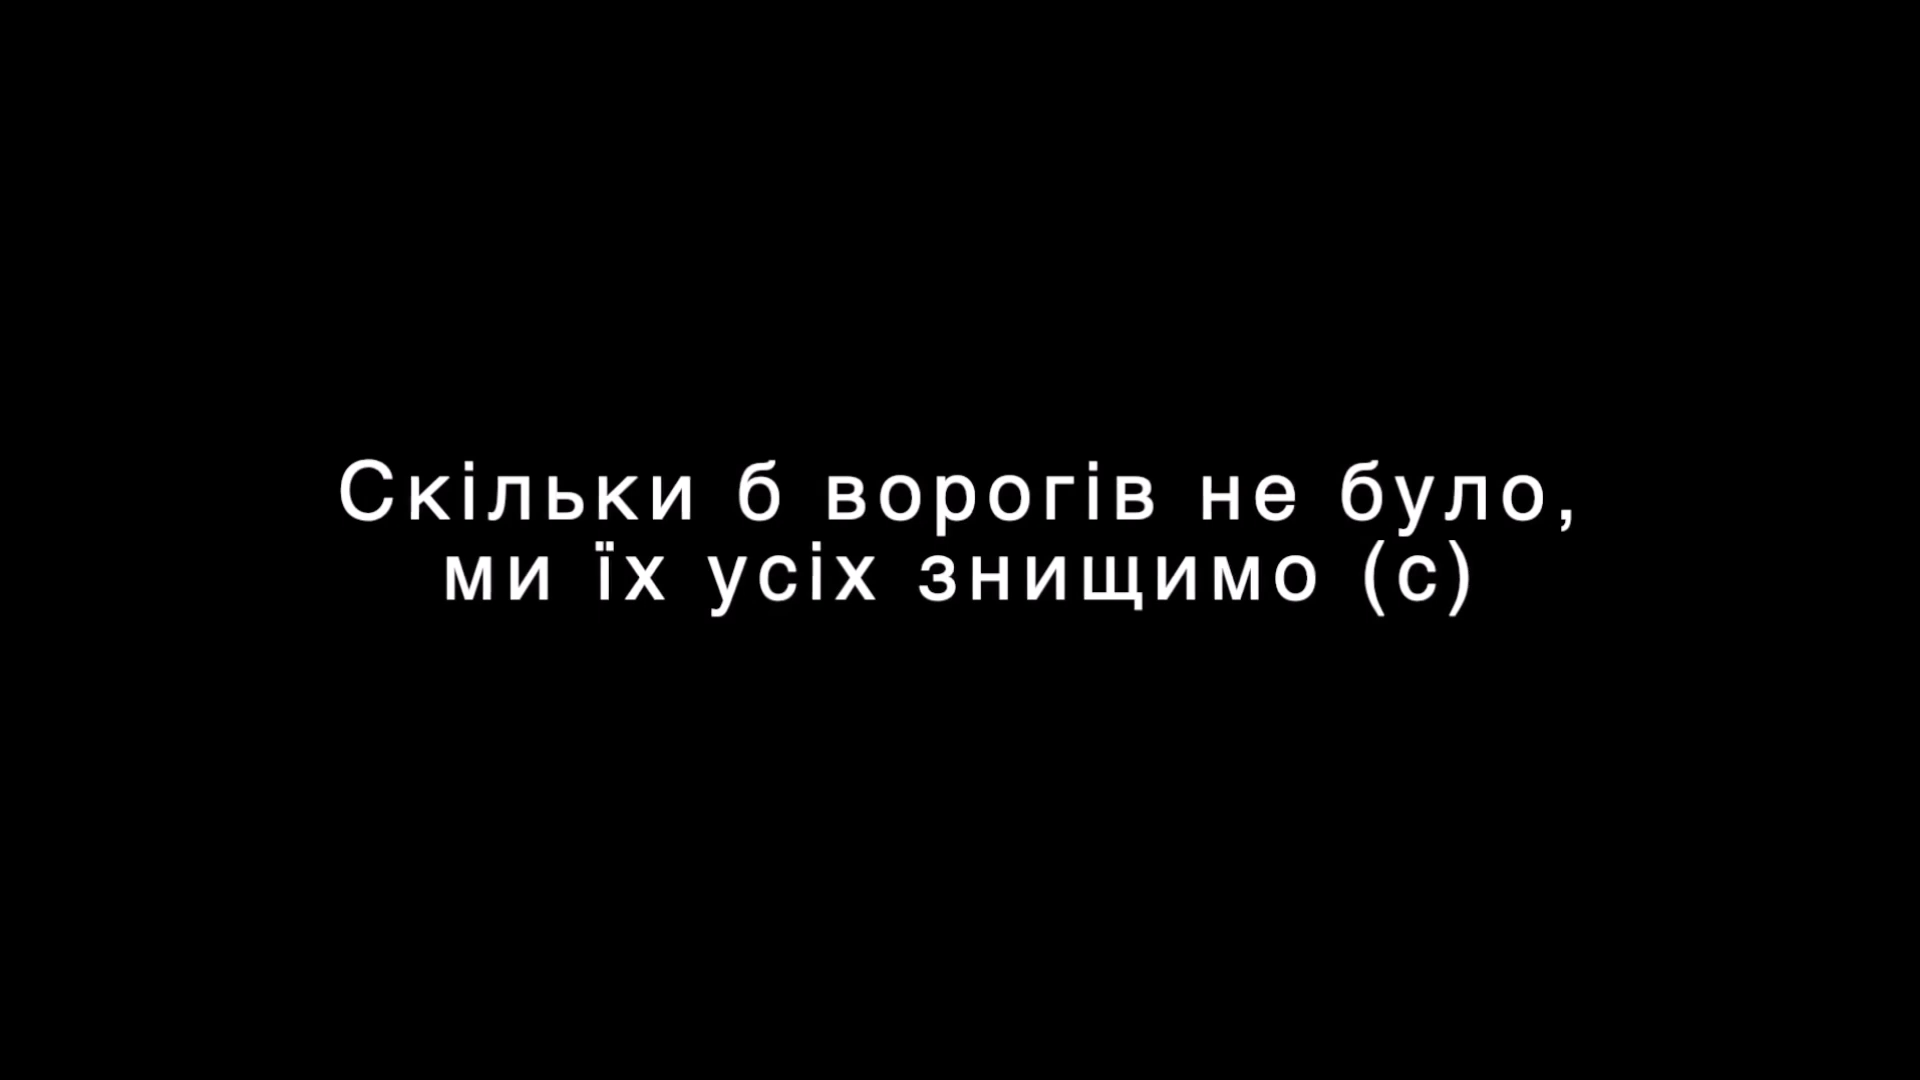 Скільки б ворогів не було,
ми їх усіх знищимо (с)